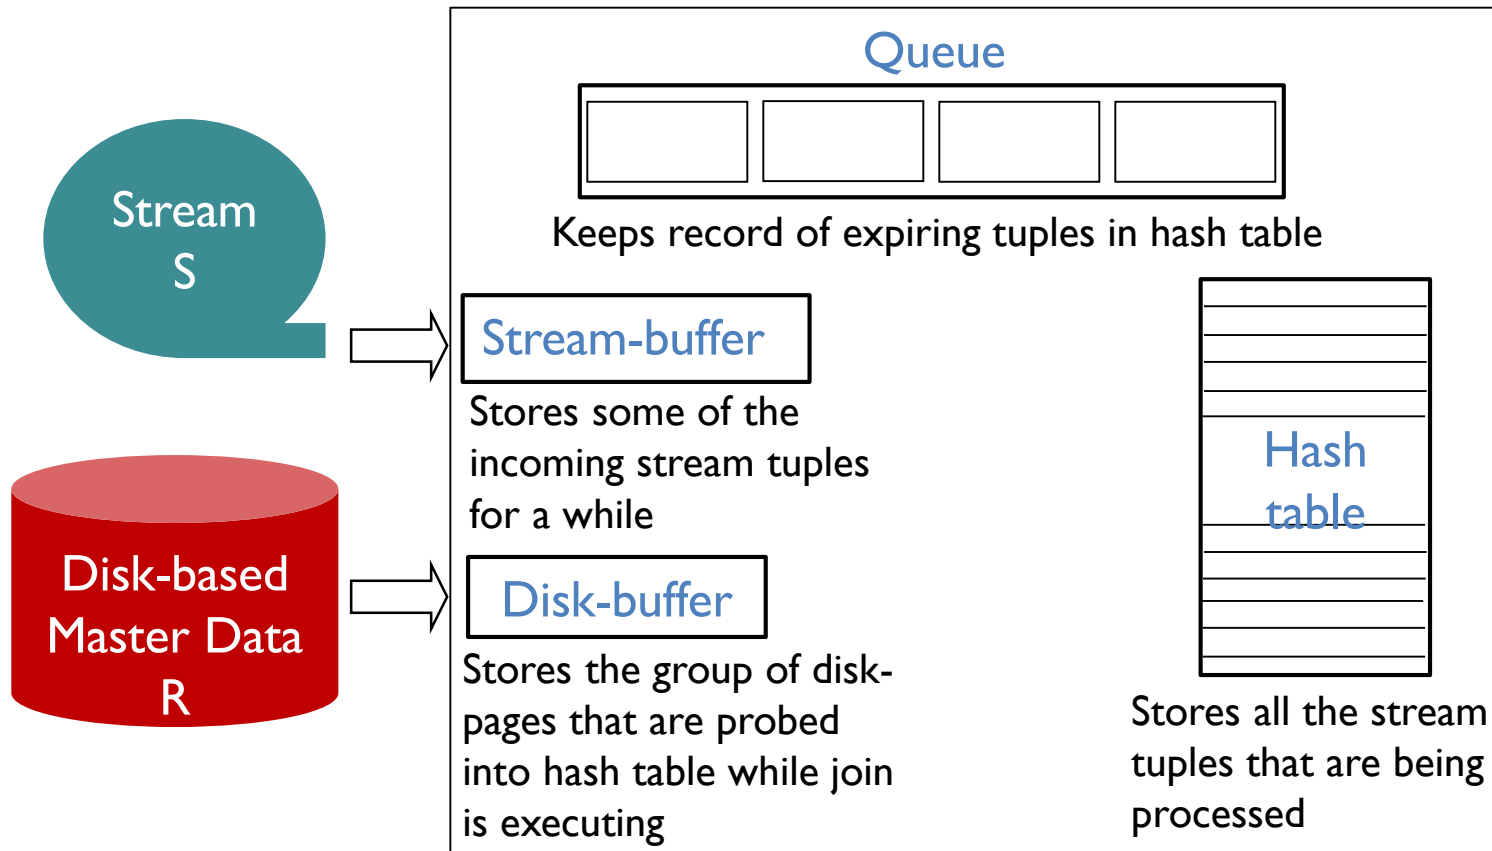 Queue
Keeps record of expiring tuples in hash table
Stream
S
Stream-buffer
Stores some of the
incoming stream tuples
for a while
Disk-based
Master Data
R
Disk-buffer
Stores the group of disk-
pages that are probed
into hash table while join
is executing
Hash
table
Stores all the stream
tuples that are being
processed